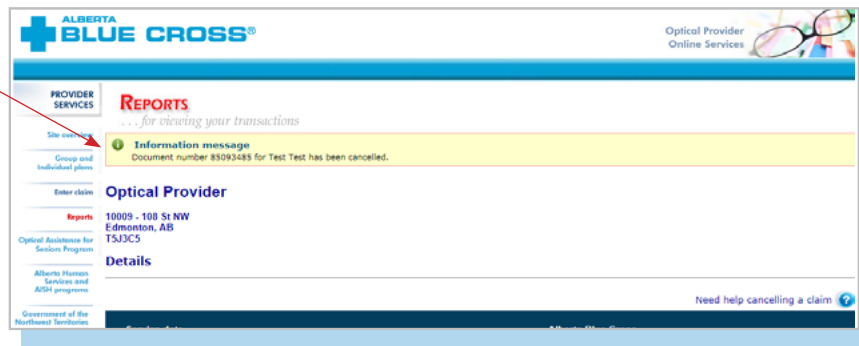 ALBERTA
BLUE CROSS®
Optical Provider
Online Services
PROVIDER
SERVICES
REPORTS
. . . for viewing your transactions
Site overview
Information message
Document number 85093485 for Test Test has been cancelled.
Group and
Individual plans
Enter claim
Optical Provider
Reports
10009 - 108 St NW
Edmonton, AB
T5J3C5
Optical Assistance for
Seniors Program
Details
Alberta Human
Services and
AISH programs
Need help cancelling a claim ?
Government of the
Northwest Territories